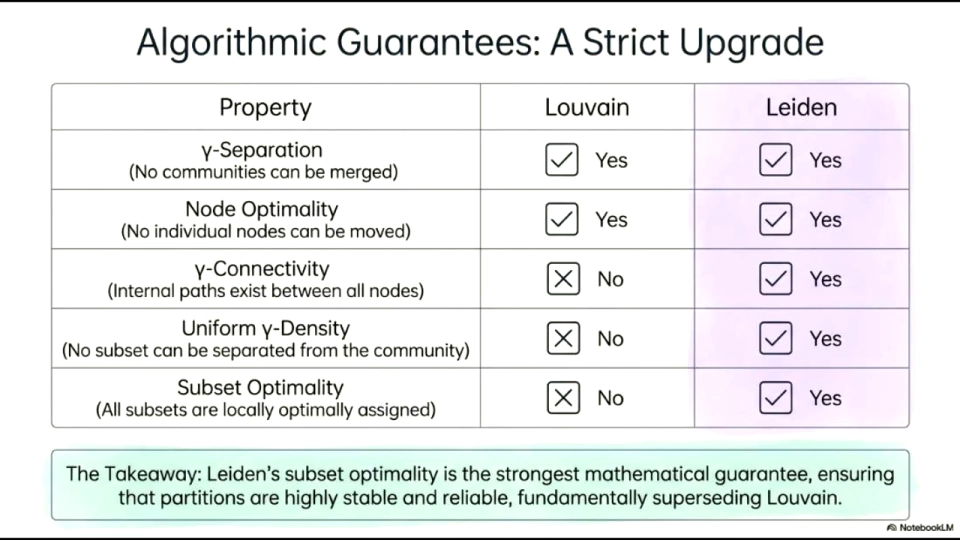 Algorithmic Guarantees: A Strict Upgrade
Property Louvain Leiden
γ-Separation
(No communities can be merged) Yes Yes
Node Optimality
(No individual nodes can be moved) Yes Yes
γ-Connectivity
(Internal paths exist between all nodes) No Yes
Uniform γ-Density
(No subset can be separated from the community) No Yes
Subset Optimality
(All subsets are locally optimally assigned) No Yes
The Takeaway: Leiden's subset optimality is the strongest mathematical guarantee, ensuring
that partitions are highly stable and reliable, fundamentally superseding Louvain.
NotebookLM